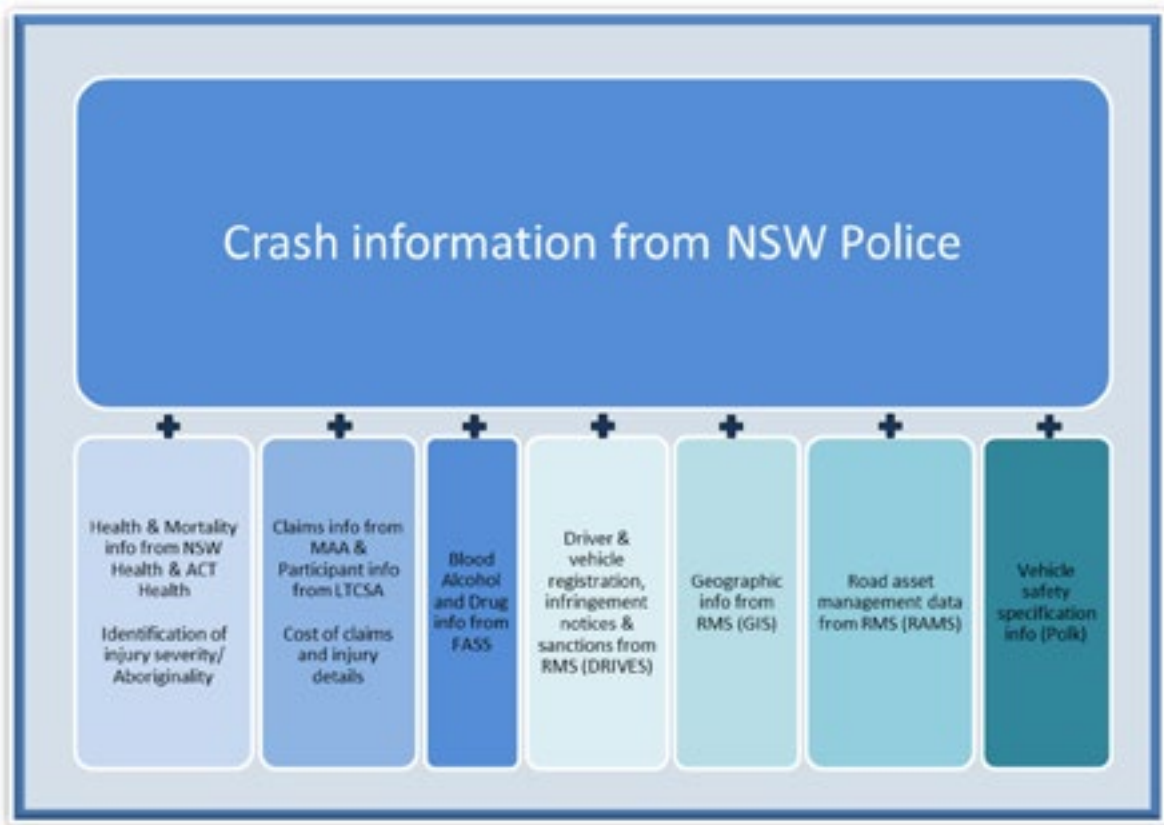 Crash information from NSW Police
Health & Mortality
info from NSW
Health & ACT
Health
Identification of
injury severity/
Aboriginality
Claims info from
MAA &
Participant info
from LTCSA
Cost of claims
and injury
details
Blood
Alcohol
and Drug
info from
FASS
Driver &
vehicle
registration,
infringement
notices &
sanctions from
RMS (DRIVES)
Geographic
info from
RMS (GIS)
Road asset
management data
from RMS (RAMS)
Vehicle
safety
specification
info (Polk)